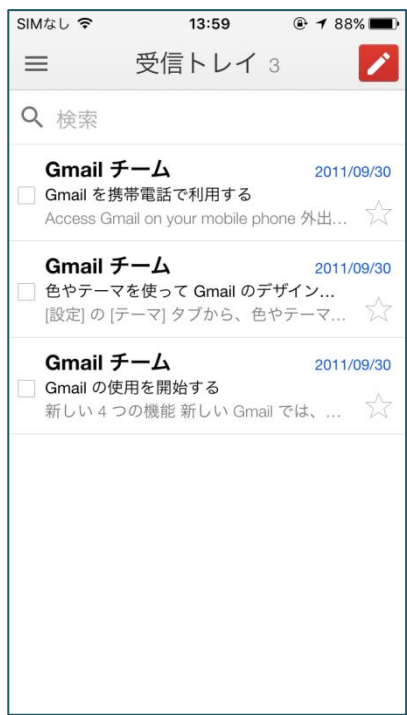 SIMなし 13:59 88%
受信トレイ 3
検索
Gmail チーム 2011/09/30
Gmail を携帯電話で利用する
Access Gmail on your mobile phone 外出...
Gmail チーム 2011/09/30
色やテーマを使って Gmail のデザイン...
[設定] の [テーマ] タブから、色やテーマ...
Gmail チーム 2011/09/30
Gmail の使用を開始する
新しい 4 つの機能 新しい Gmail では、...